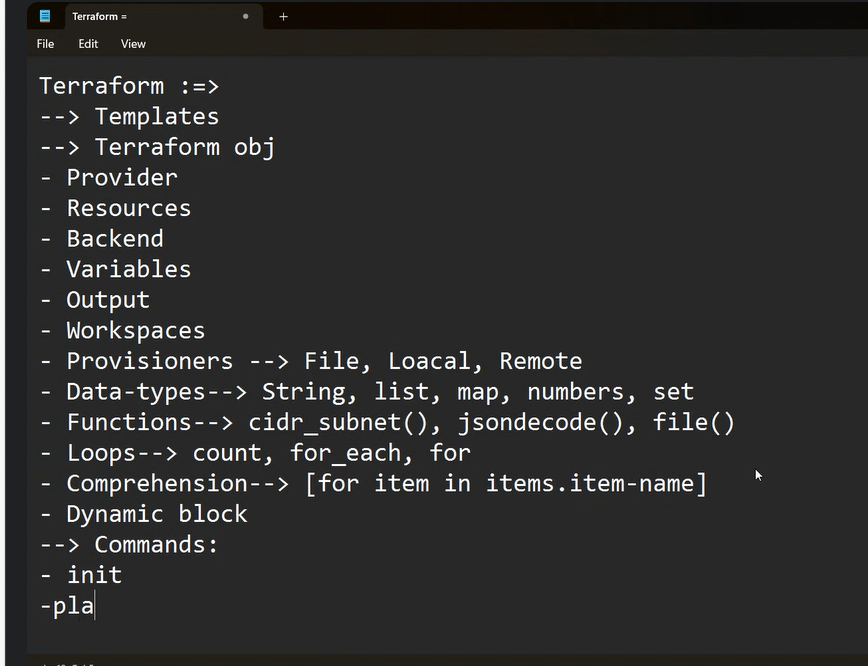 Terraform =
File Edit View
Terraform :=>
--> Templates
--> Terraform obj
- Provider
- Resources
- Backend
- Variables
- Output
- Workspaces
- Provisioners --> File, Loacal, Remote
- Data-types--> String, list, map, numbers, set
- Functions--> cidr_subnet(), jsondecode(), file()
- Loops--> count, for_each, for
- Comprehension--> [for item in items.item-name]
- Dynamic block
--> Commands:
- init
-pla